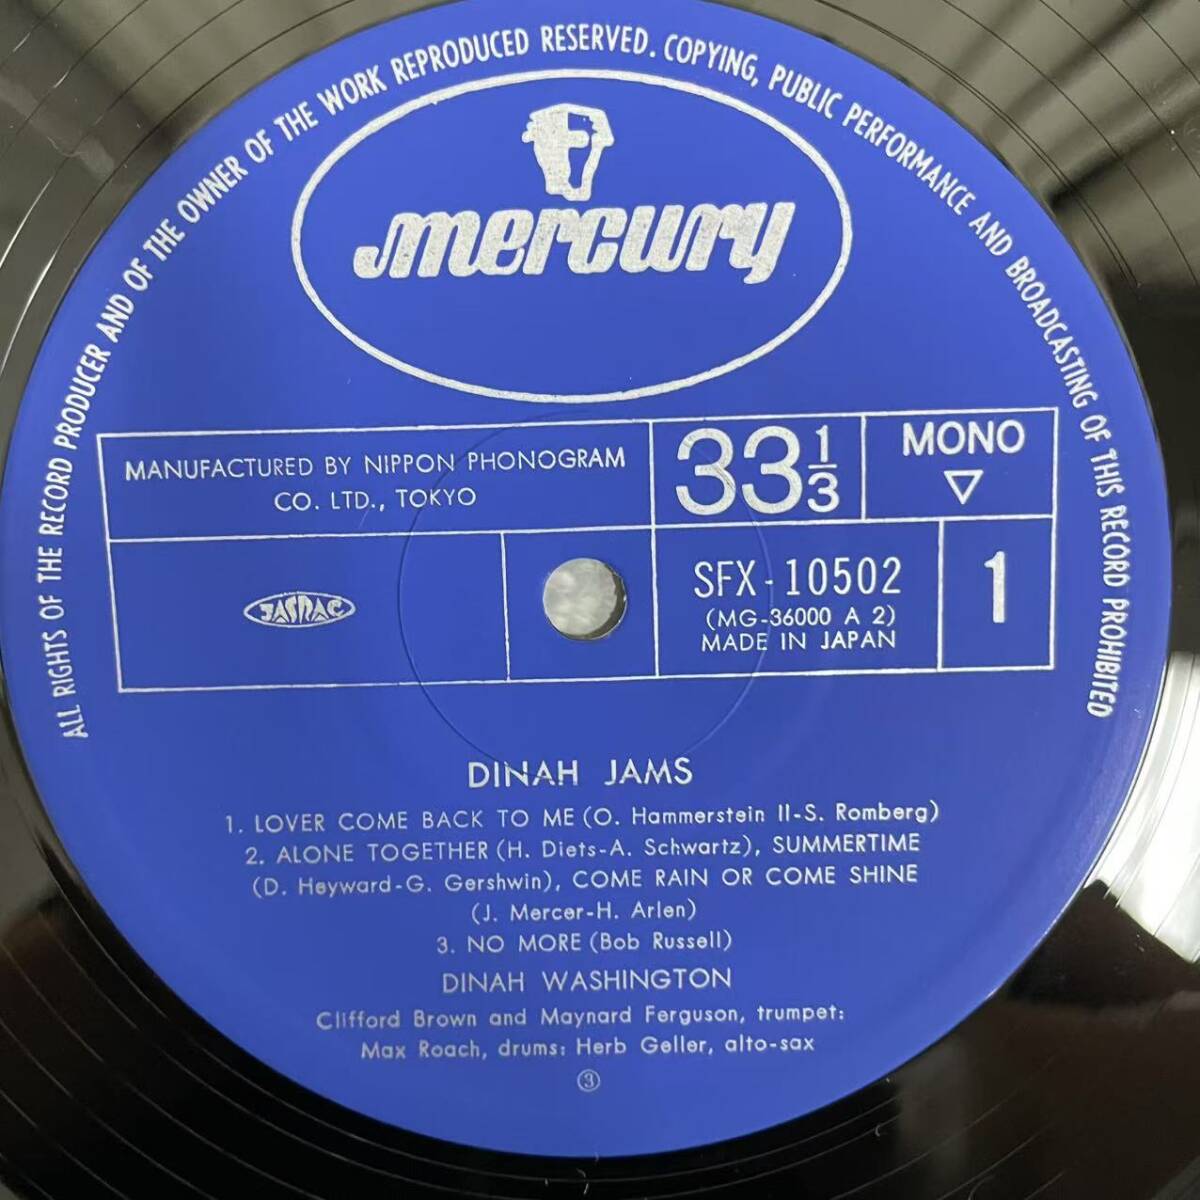 ALL RIGHTS OF THE RECORD PRODUCER AND OF THE OWNER OF THE WORK REPRODUCED RESERVED. COPYING, PUBLIC PERFORMANCE AND BROADCASTING OF THIS RECORD PROHIBITED
mercury
MANUFACTURED BY NIPPON PHONOGRAM
CO. LTD., TOKYO
33 1/3
MONO
▽
JASRAC
SFX-10502
(MG-36000 A 2)
MADE IN JAPAN
1
DINAH JAMS
1. LOVER COME BACK TO ME (O. Hammerstein II-S. Romberg)
2. ALONE TOGETHER (H. Diets-A. Schwartz), SUMMERTIME
(D. Heyward-G. Gershwin), COME RAIN OR COME SHINE
(J. Mercer-H. Arlen)
3. NO MORE (Bob Russell)
DINAH WASHINGTON
Clifford Brown and Maynard Ferguson, trumpet:
Max Roach, drums: Herb Geller, alto-sax
③